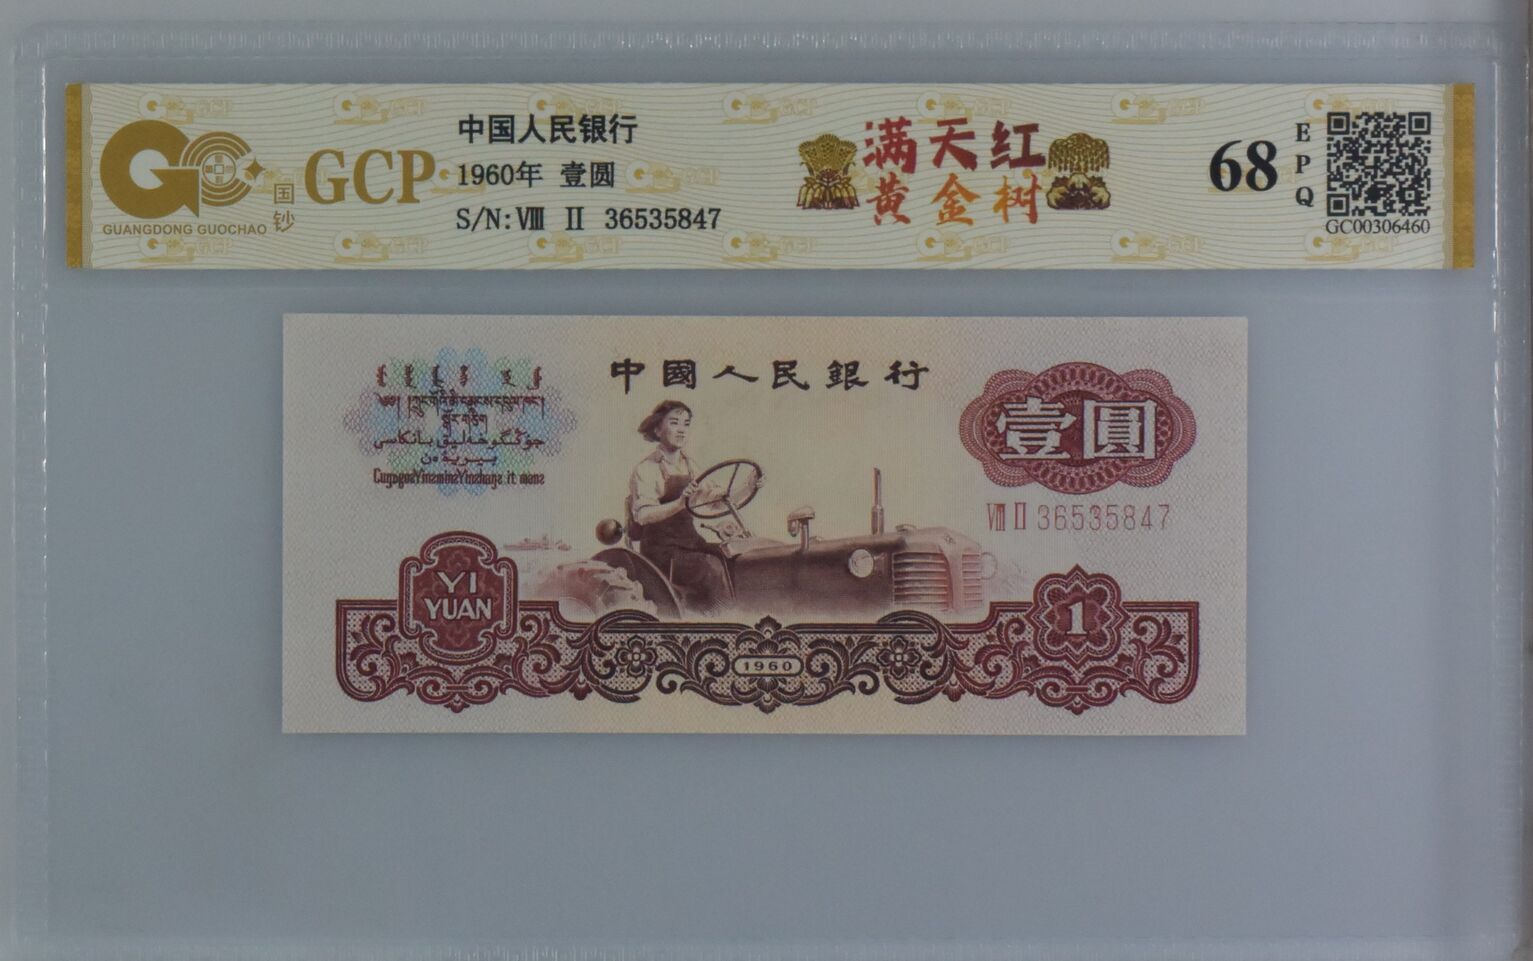 GCP
GUANGDONG GUOCHAO
国钞
中国人民银行
1960年 壹圆
S/N: Ⅷ Ⅱ 36535847
满天红
黄金树
68
EPQ
GC00306460
中國人民銀行
壹圓
Ⅷ Ⅱ 36535847
YI
YUAN
1960
1